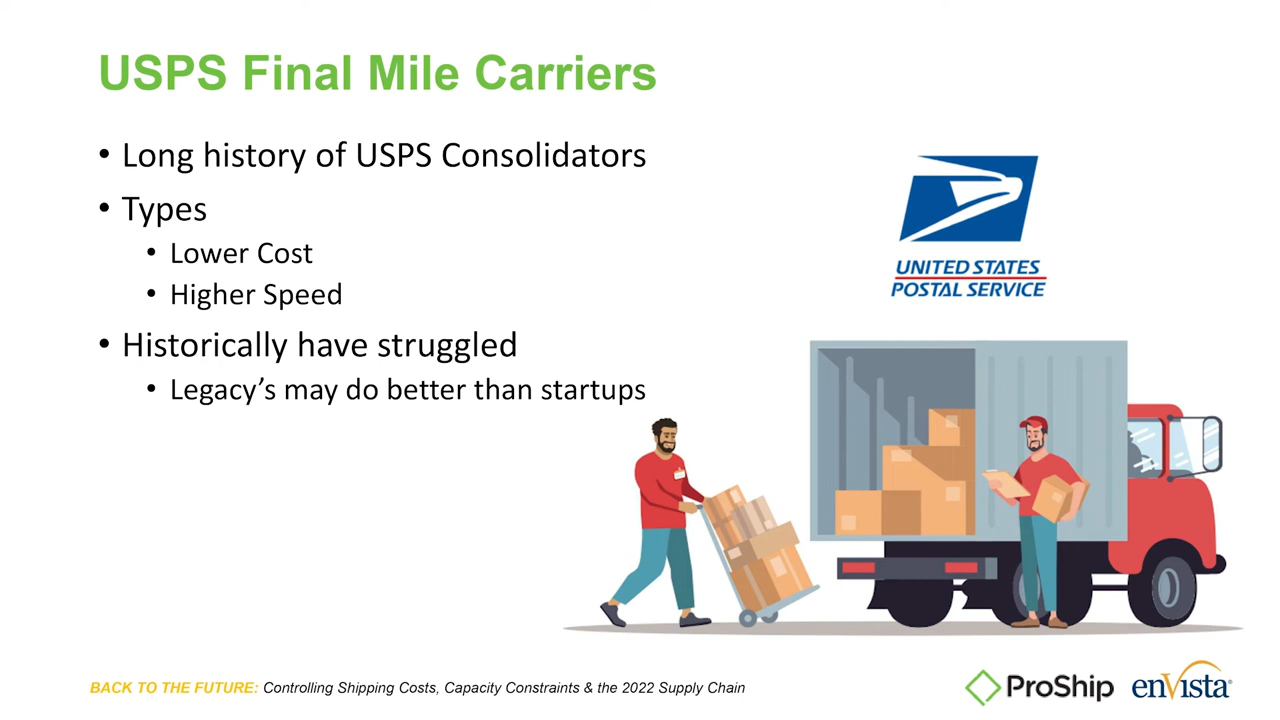 USPS Final Mile Carriers
• Long history of USPS Consolidators
• Types
• Lower Cost
• Higher Speed
• Historically have struggled
• Legacy’s may do better than startups
UNITED STATES
POSTAL SERVICE
BACK TO THE FUTURE: Controlling Shipping Costs, Capacity Constraints & the 2022 Supply Chain
ProShip
enVista®